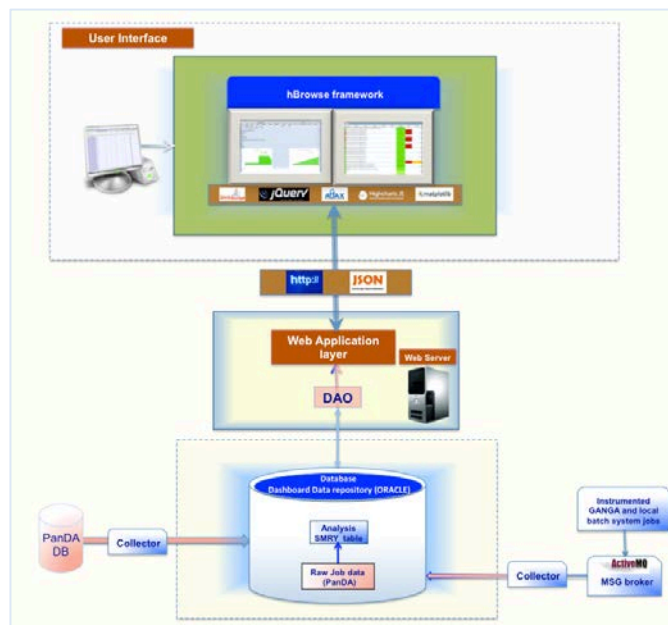 User Interface
hBrowse framework
jQuery
AJAX
Highcharts JS
matplotlib
http://
JSON
Web Application
layer
Web Server
DAO
Database
Dashboard Data repository (ORACLE)
Analysis
SMRY_table
Raw Job data
(PanDA)
PanDA
DB
Collector
Instrumented
GANGA and local
batch system jobs
ActiveMQ
MSG broker
Collector